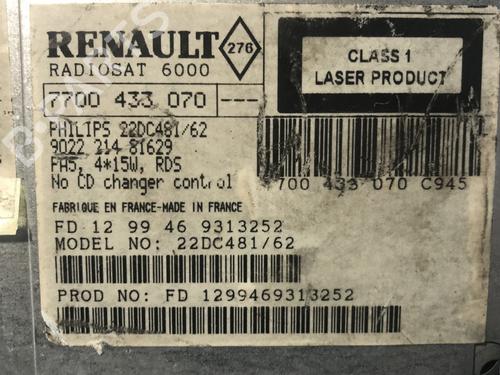 RENAULT 276
RADIOSAT 6000
CLASS 1
LASER PRODUCT
7700 433 070 ---
PHILIPS 22DC481/62
9022 214 81629
PH5, 4*15W, RDS
No CD changer control
7700 433 070 C945
FABRIQUE EN FRANCE-MADE IN FRANCE
FD 12 99 46 9313252
MODEL NO: 22DC481/62
PROD NO: FD 1299469313252